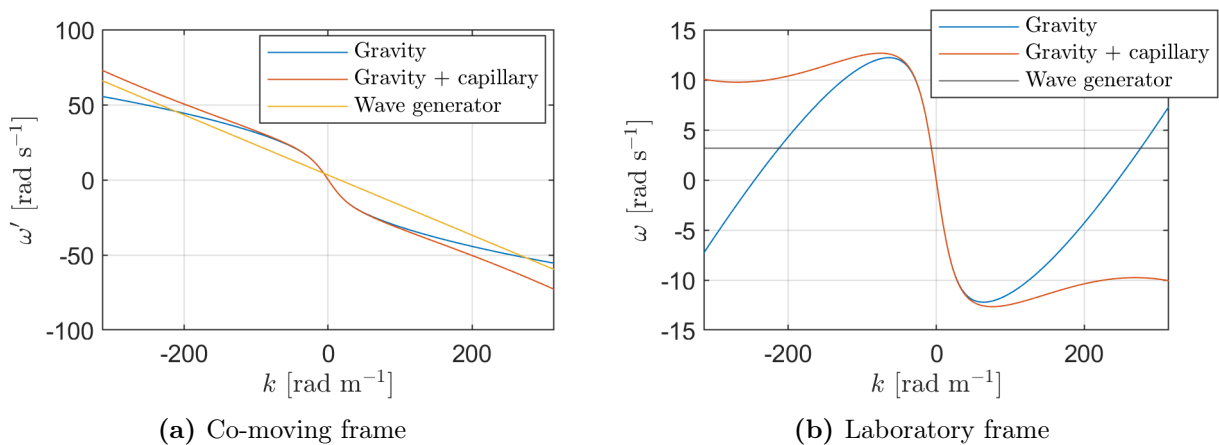 100
50
0
-50
-100
ω′ [rad s⁻¹]
-200
0
200
k [rad m⁻¹]
Gravity
Gravity + capillary
Wave generator
(a) Co-moving frame
15
10
5
0
-5
-10
-15
ω [rad s⁻¹]
-200
0
200
k [rad m⁻¹]
Gravity
Gravity + capillary
Wave generator
(b) Laboratory frame